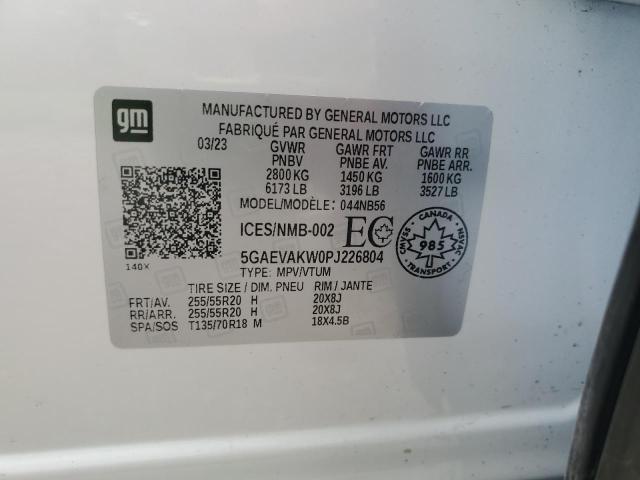 gm
MANUFACTURED BY GENERAL MOTORS LLC
FABRIQUÉ PAR GENERAL MOTORS LLC
03/23 GVWR GAWR FRT GAWR RR
PNBV PNBE AV. PNBE ARR.
2800 KG 1450 KG 1600 KG
6173 LB 3196 LB 3527 LB
MODEL/MODÈLE: 044NB56
ICES/NMB-002 EC
CANADA
CMVSS 985 NSVAC
TRANSPORT
5GAEVAKW0PJ226804
140X
TYPE: MPV/VTUM
TIRE SIZE / DIM. PNEU RIM / JANTE
FRT/AV. 255/55R20 H 20X8J
RR/ARR. 255/55R20 H 20X8J
SPA/SOS T135/70R18 M 18X4.5B